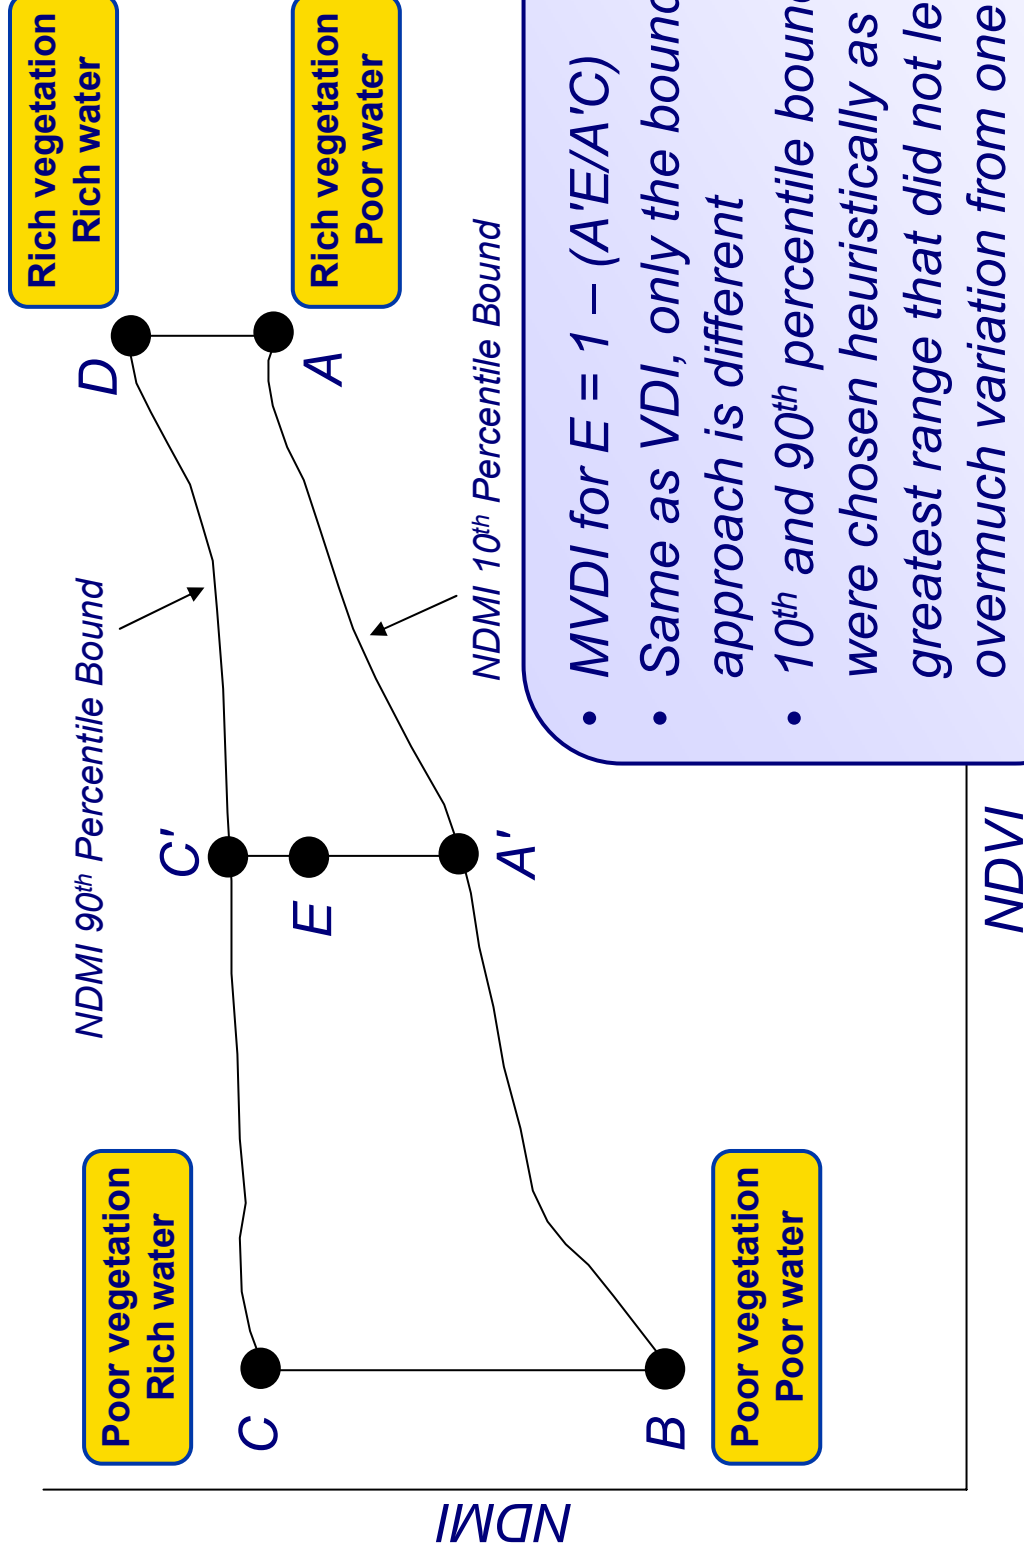 Rich vegetation
Rich water
D
Rich vegetation
Poor water
A
NDMI 90th Percentile Bound
NDMI 10th Percentile Bound
C'
E
A'
Poor vegetation
Rich water
C
B
Poor vegetation
Poor water
NDMI
NDVI
• MVDI for E = 1 – (A'E/A'C)
• Same as VDI, only the bound
approach is different
• 10th and 90th percentile bound
were chosen heuristically as
greatest range that did not le
overmuch variation from one